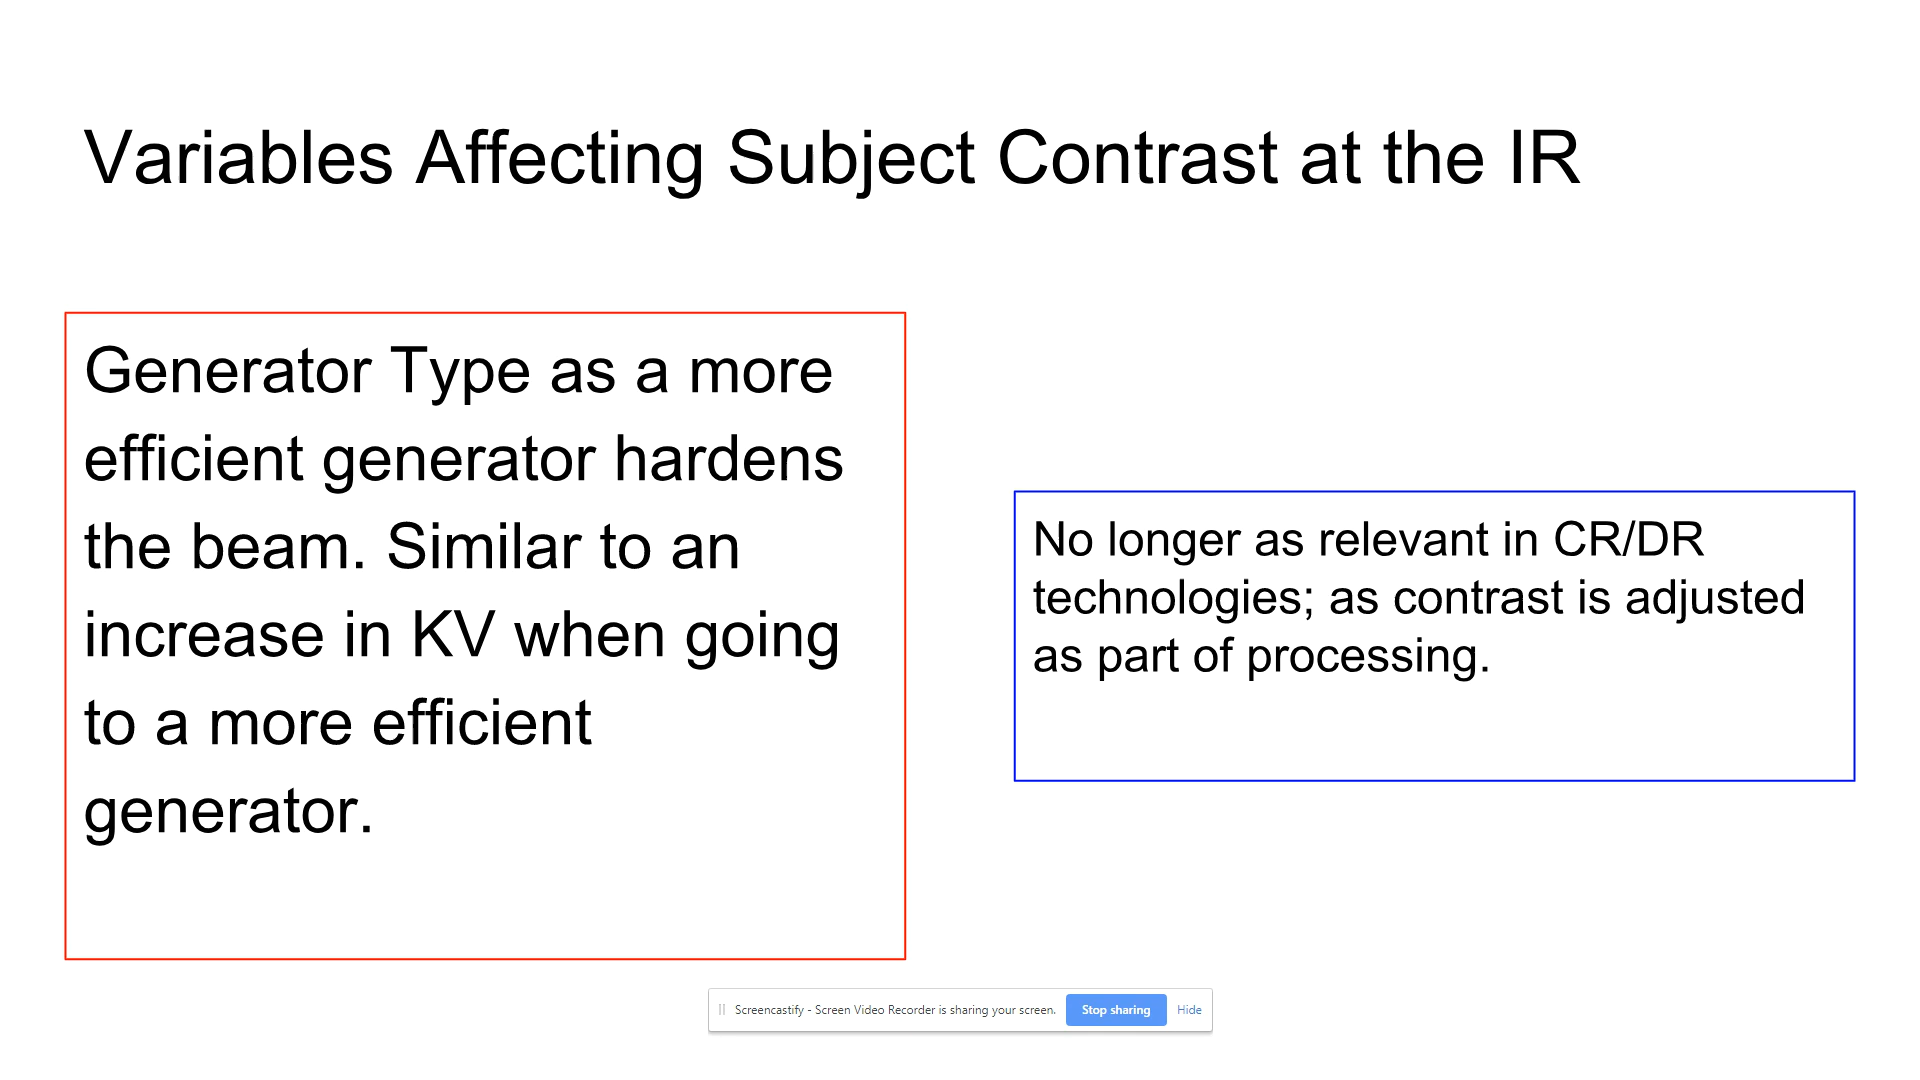 Variables Affecting Subject Contrast at the IR
Generator Type as a more
efficient generator hardens
the beam. Similar to an
increase in KV when going
to a more efficient
generator.
No longer as relevant in CR/DR
technologies; as contrast is adjusted
as part of processing.
Screencastify - Screen Video Recorder is sharing your screen. Stop sharing Hide